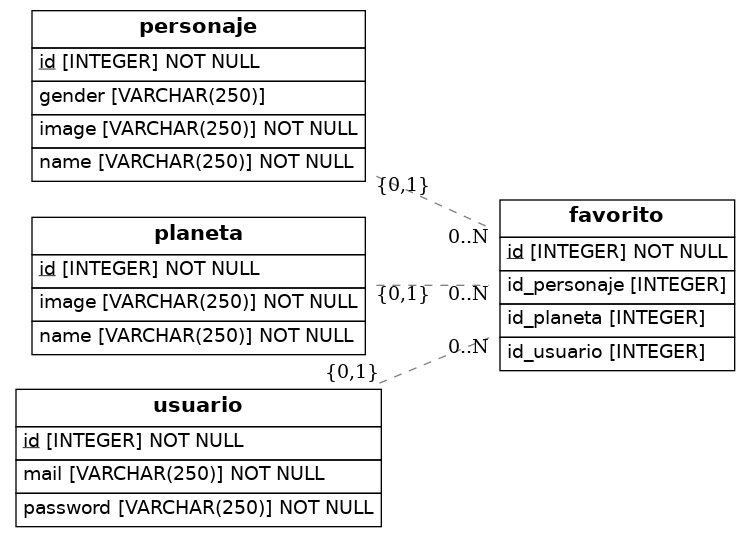 personaje
id [INTEGER] NOT NULL
gender [VARCHAR(250)]
image [VARCHAR(250)] NOT NULL
name [VARCHAR(250)] NOT NULL
{0,1}
0..N
planeta
id [INTEGER] NOT NULL
image [VARCHAR(250)] NOT NULL
name [VARCHAR(250)] NOT NULL
{0,1}
0..N
favorito
id [INTEGER] NOT NULL
id_personaje [INTEGER]
id_planeta [INTEGER]
id_usuario [INTEGER]
0..N
{0,1}
usuario
id [INTEGER] NOT NULL
mail [VARCHAR(250)] NOT NULL
password [VARCHAR(250)] NOT NULL